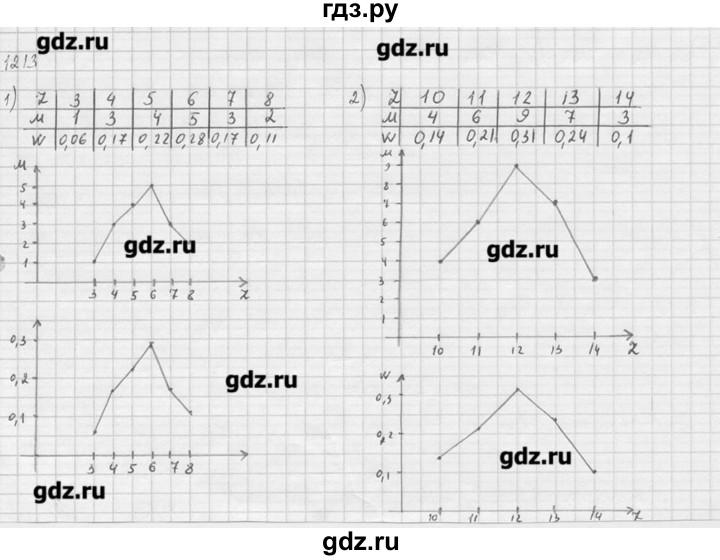 гдз.ру
gdz.ru
gdz.ru
1213
1) Z 3 4 5 6 7 8
M 1 3 4 5 3 2
W 0,06 0,17 0,22 0,28 0,17 0,11
2) Z 10 11 12 13 14
M 4 6 9 7 3
W 0,14 0,21 0,31 0,24 0,1
M
5
4
3
2
1
3 4 5 6 7 8 Z
gdz.ru
M
9
8
7
6
5
4
3
2
1
10 11 12 13 14 Z
gdz.ru
0,3
0,2
0,1
3 4 5 6 7 8
gdz.ru
W
0,3
0,2
0,1
10 11 12 13 14 Z
gdz.ru
gdz.ru
gdz.ru